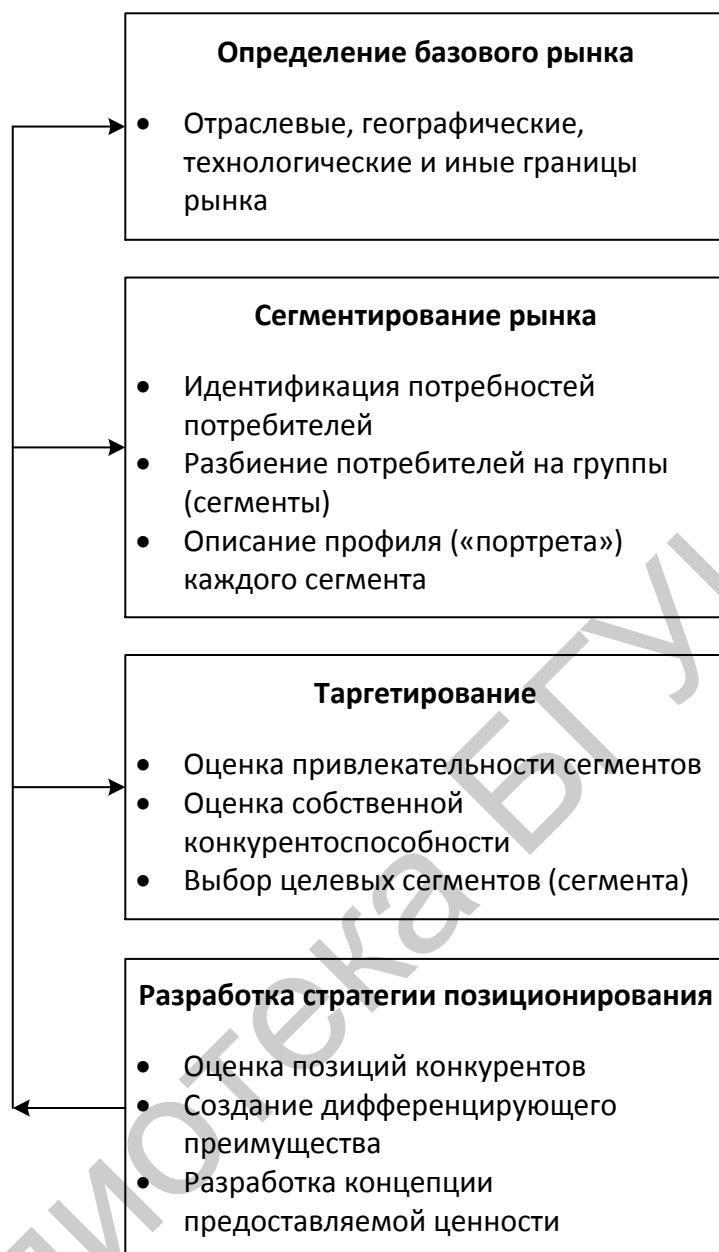 Определение базового рынка
• Отраслевые, географические,
технологические и иные границы
рынка
Сегментирование рынка
• Идентификация потребностей
потребителей
• Разбиение потребителей на группы
(сегменты)
• Описание профиля («портрета»)
каждого сегмента
Таргетирование
• Оценка привлекательности сегментов
• Оценка собственной
конкурентоспособности
• Выбор целевых сегментов (сегмента)
Разработка стратегии позиционирования
• Оценка позиций конкурентов
• Создание дифференцирующего
преимущества
• Разработка концепции
предоставляемой ценности